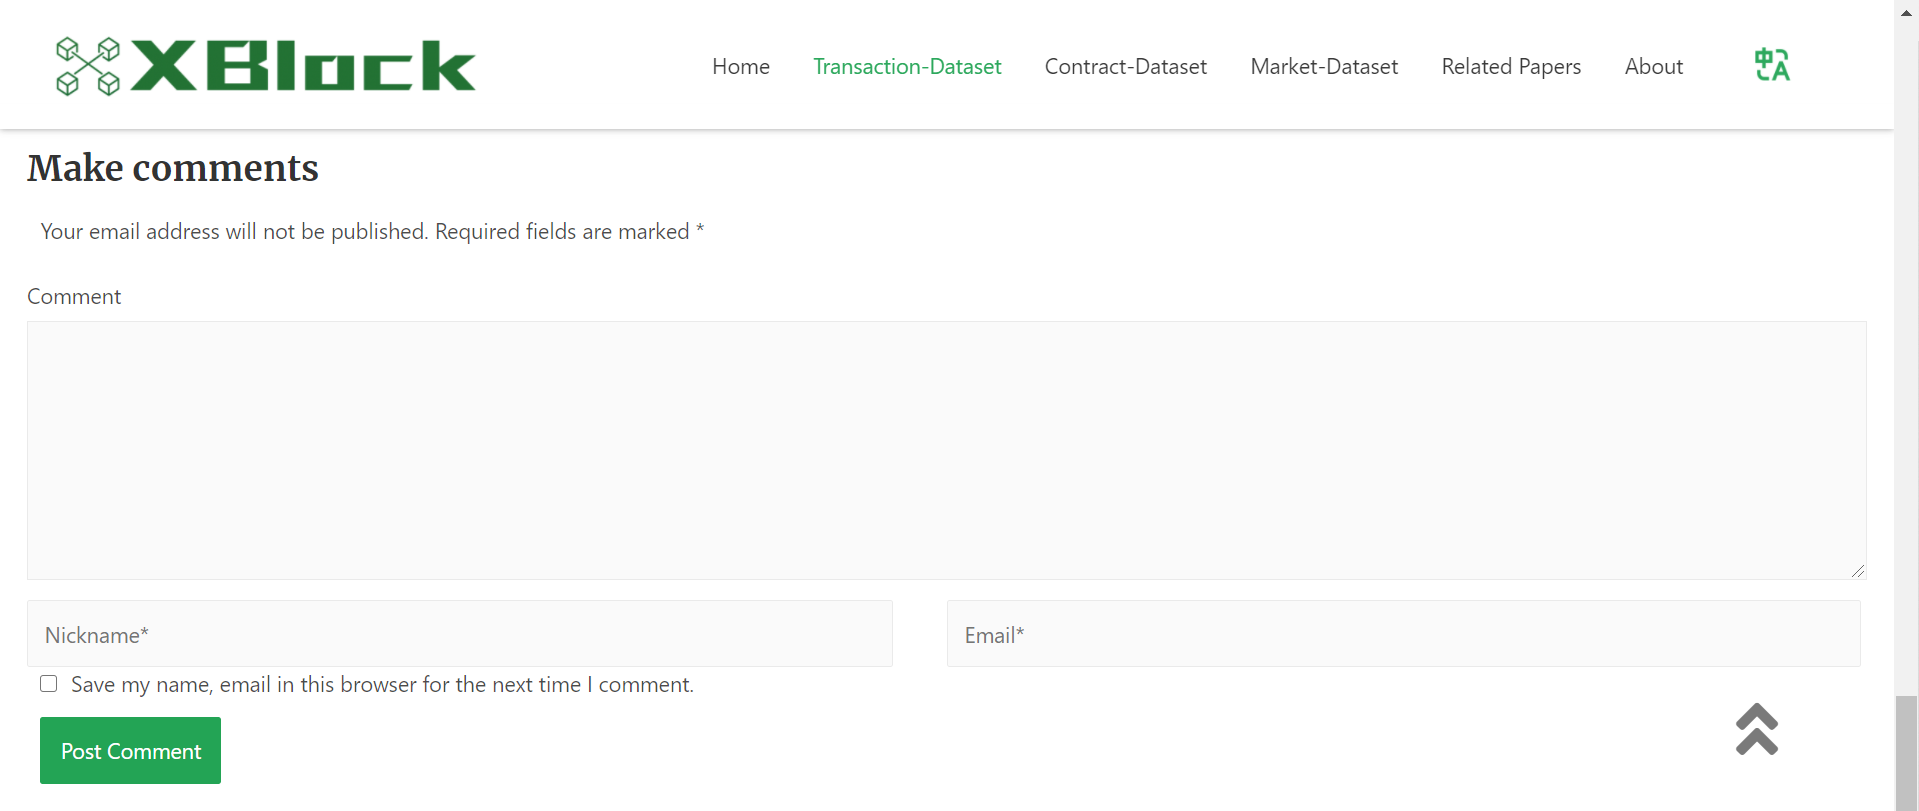 XBlock
Home Transaction-Dataset Contract-Dataset Market-Dataset Related Papers About 中A
Make comments
Your email address will not be published. Required fields are marked *
Comment
Nickname* Email*
Save my name, email in this browser for the next time I comment.
Post Comment